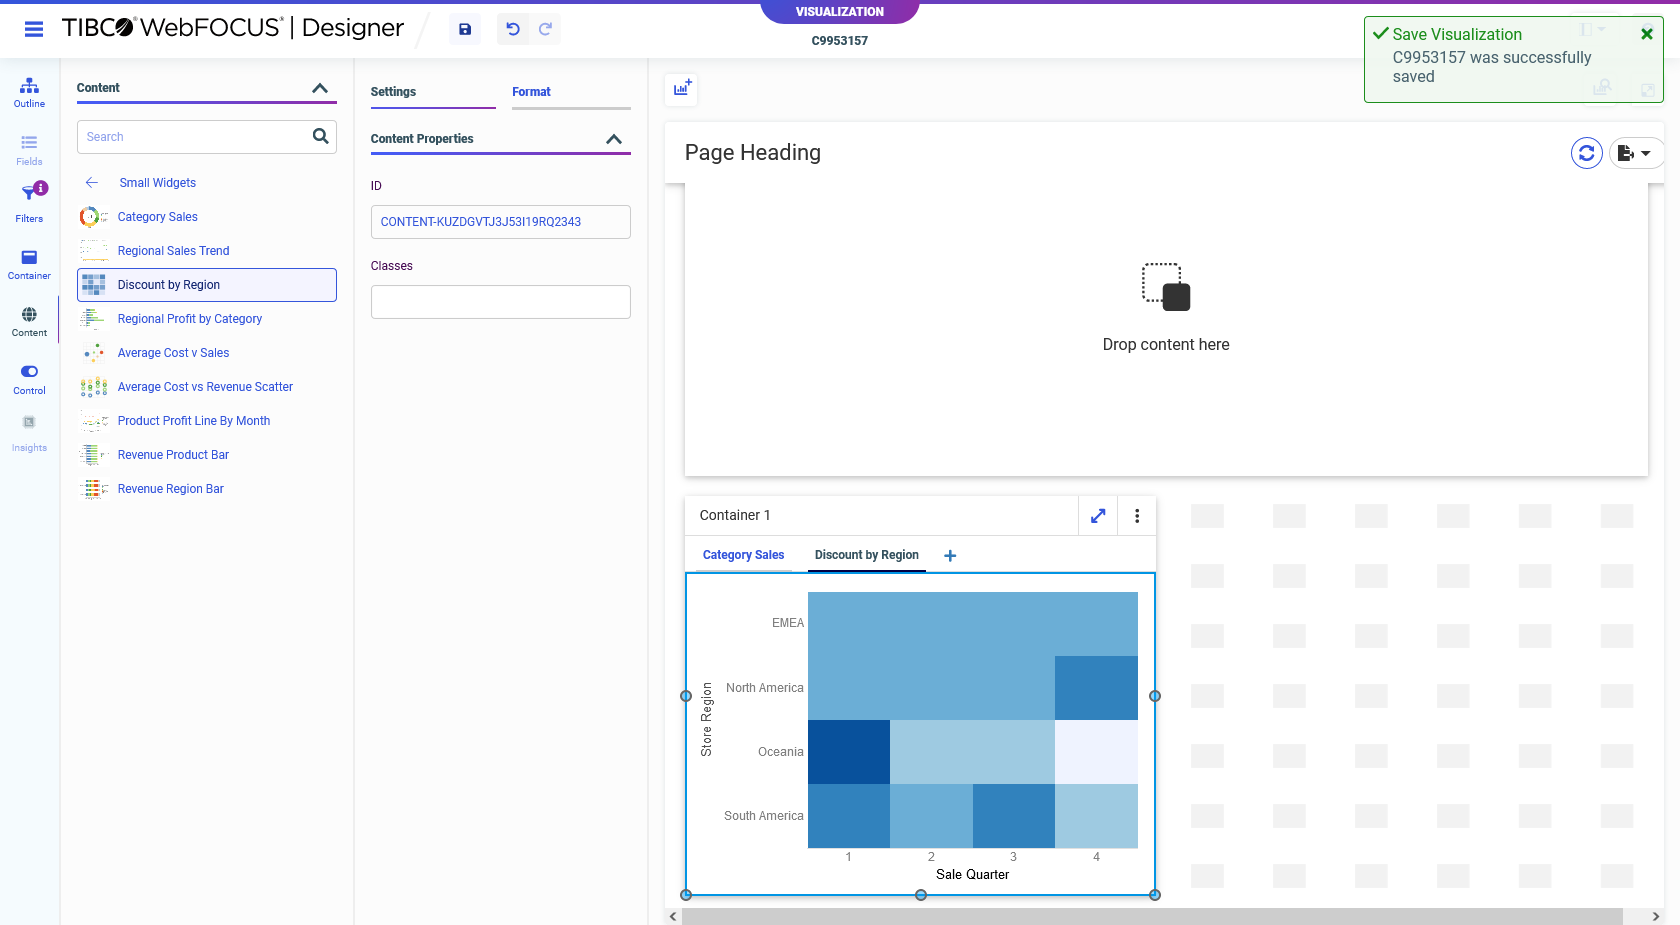 TIBCO® WebFOCUS® | Designer
VISUALIZATION
C9953157
Save Visualization
C9953157 was successfully
saved
Outline
Fields
Filters
Container
Content
Control
Insights
Content
Search
Small Widgets
Category Sales
Regional Sales Trend
Discount by Region
Regional Profit by Category
Average Cost v Sales
Average Cost vs Revenue Scatter
Product Profit Line By Month
Revenue Product Bar
Revenue Region Bar
Settings
Format
Content Properties
ID
CONTENT-KUZDGVTJ3J53I19RQ2343
Classes
Page Heading
Drop content here
Container 1
Category Sales
Discount by Region
Store Region
EMEA
North America
Oceania
South America
1 2 3 4
Sale Quarter